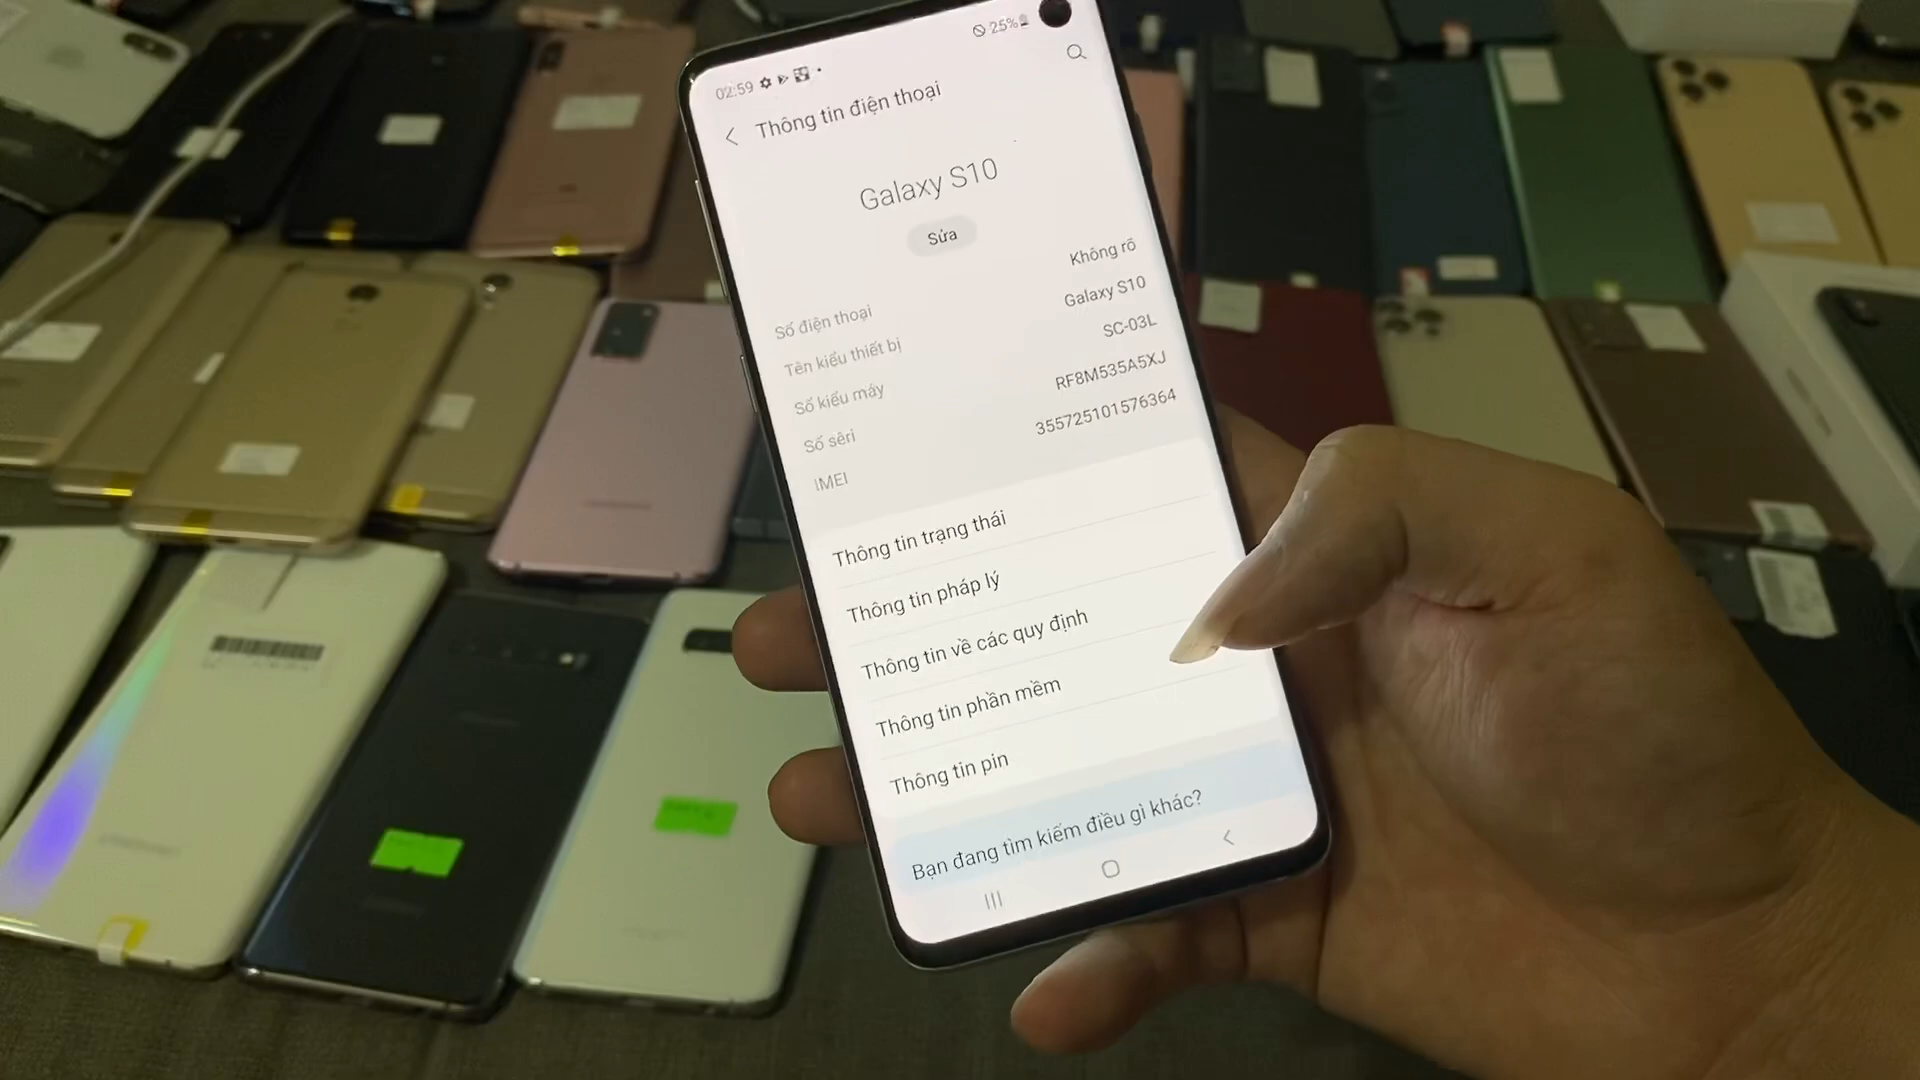 02:59
25%
Thông tin điện thoại
Galaxy S10
Sửa
Số điện thoại Không rõ
Tên kiểu thiết bị Galaxy S10
Số kiểu máy SC-03L
Số sêri RF8M535A5XJ
IMEI 355725101576364
Thông tin trạng thái
Thông tin pháp lý
Thông tin về các quy định
Thông tin phần mềm
Thông tin pin
Bạn đang tìm kiếm điều gì khác?